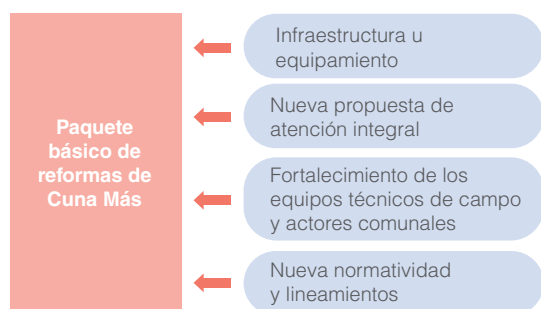 Paquete
básico de
reformas de
Cuna Más
Infraestructura u
equipamiento
Nueva propuesta de
atención integral
Fortalecimiento de los
equipos técnicos de campo
y actores comunales
Nueva normatividad
y lineamientos